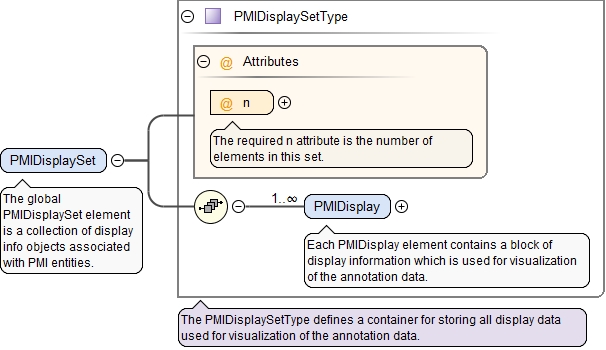 PMIDisplaySetType
@ Attributes
@ n
The required n attribute is the number of
elements in this set.
PMIDisplaySet
The global
PMIDisplaySet element
is a collection of display
info objects associated
with PMI entities.
1..∞
PMIDisplay
Each PMIDisplay element contains a block of
display information which is used for visualization
of the annotation data.
The PMIDisplaySetType defines a container for storing all display data
used for visualization of the annotation data.